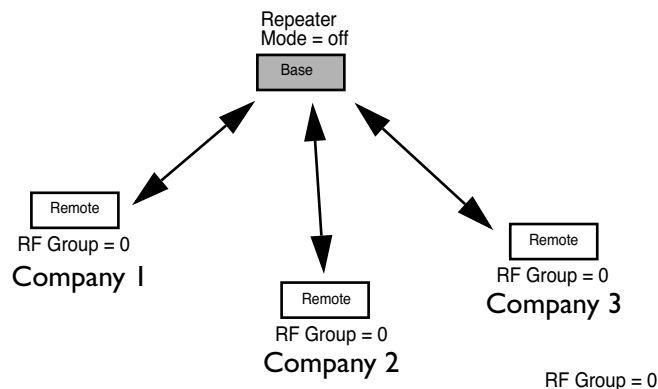 Repeater
Mode = off
Base
Remote
RF Group = 0
Company 1
Remote
RF Group = 0
Company 2
Remote
RF Group = 0
Company 3
RF Group = 0